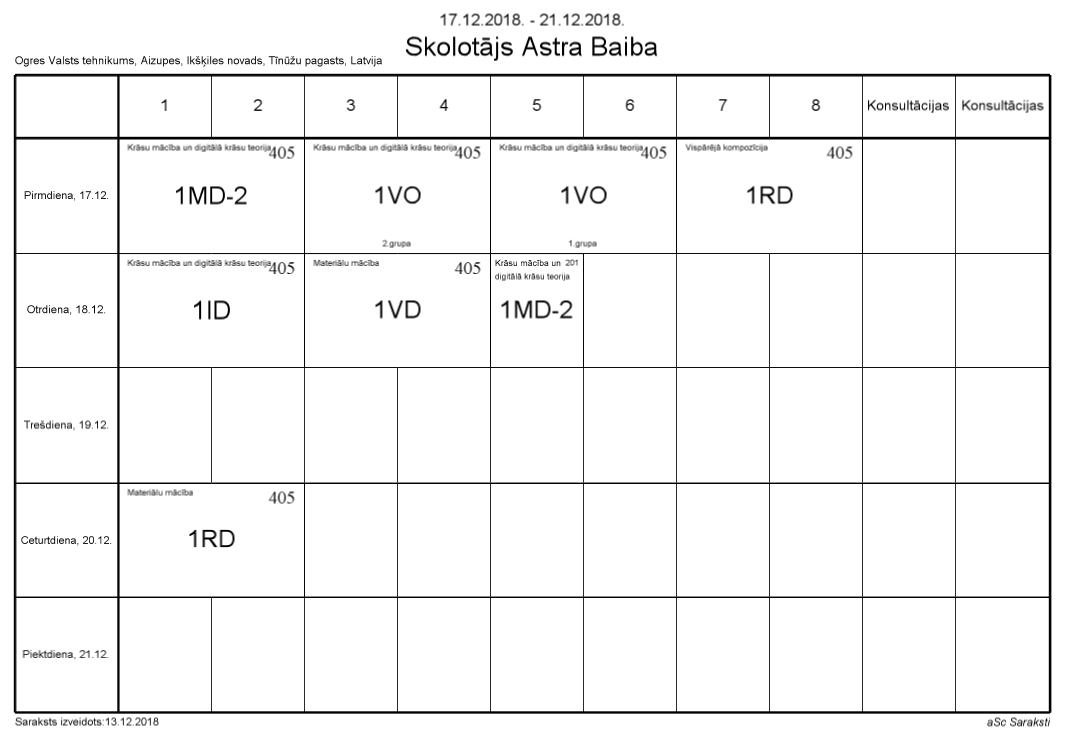 17.12.2018. - 21.12.2018.
Skolotājs Astra Baiba
Ogres Valsts tehnikums, Aizupes, Ikšķiles novads, Tīnūžu pagasts, Latvija
1 2 3 4 5 6 7 8 Konsultācijas Konsultācijas
Pirmdiena, 17.12.
Krāsu mācība un digitālā krāsu teorija 405
1MD-2
Krāsu mācība un digitālā krāsu teorija 405
1VO
2.grupa
Krāsu mācība un digitālā krāsu teorija 405
1VO
1.grupa
Vispārējā kompozīcija 405
1RD
Otrdiena, 18.12.
Krāsu mācība un digitālā krāsu teorija 405
1ID
Materiālu mācība 405
1VD
Krāsu mācība un 201
digitālā krāsu teorija
1MD-2
Trešdiena, 19.12.
Ceturtdiena, 20.12.
Materiālu mācība 405
1RD
Piektdiena, 21.12.
Saraksts izveidots:13.12.2018
aSc Saraksti